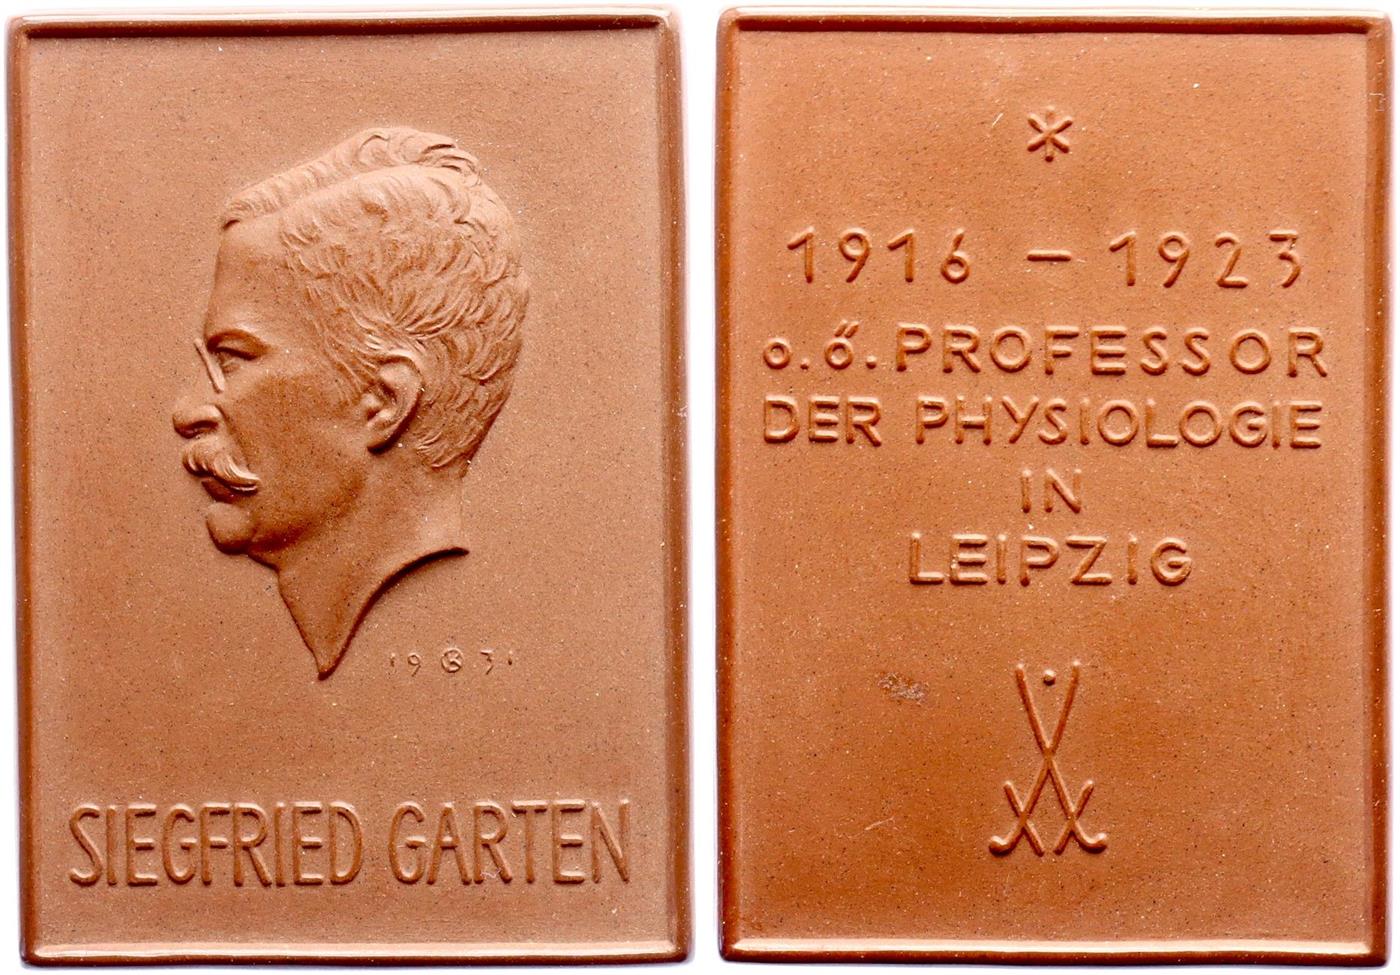 19 K 31
SIEGFRIED GARTEN
1916 – 1923
o.ö. PROFESSOR
DER PHYSIOLOGIE
IN
LEIPZIG